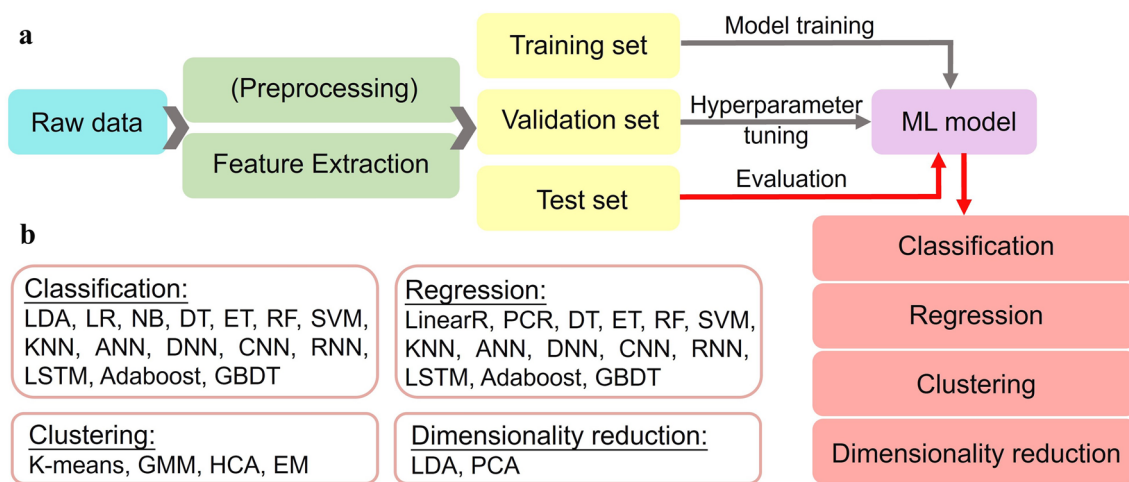 a
Raw data
(Preprocessing)
Feature Extraction
Training set
Validation set
Test set
Model training
Hyperparameter
tuning
Evaluation
ML model
Classification
Regression
Clustering
Dimensionality reduction
b
Classification:
LDA, LR, NB, DT, ET, RF, SVM,
KNN, ANN, DNN, CNN, RNN,
LSTM, Adaboost, GBDT
Regression:
LinearR, PCR, DT, ET, RF, SVM,
KNN, ANN, DNN, CNN, RNN,
LSTM, Adaboost, GBDT
Clustering:
K-means, GMM, HCA, EM
Dimensionality reduction:
LDA, PCA